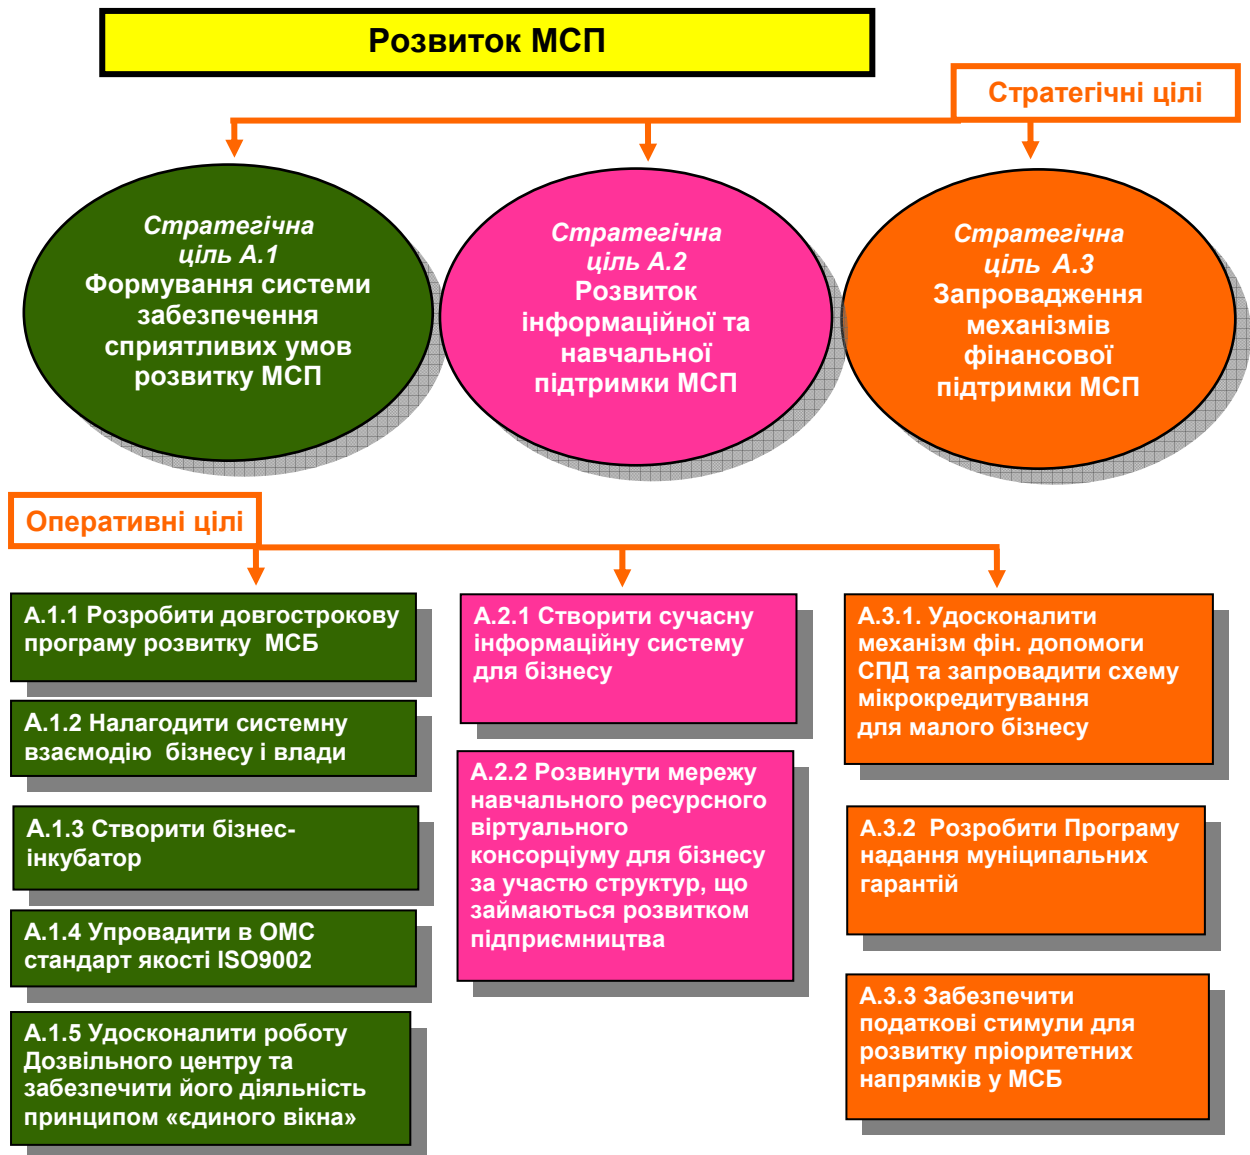 Розвиток МСП
Стратегічні цілі
Стратегічна
ціль А.1
Формування системи
забезпечення
сприятливих умов
розвитку МСП
Стратегічна
ціль А.2
Розвиток
інформаційної та
навчальної
підтримки МСП
Стратегічна
ціль А.3
Запровадження
механізмів
фінансової
підтримки МСП
Оперативні цілі
А.1.1 Розробити довгострокову
програму розвитку МСБ
А.1.2 Налагодити системну
взаємодію бізнесу і влади
А.1.3 Створити бізнес-
інкубатор
А.1.4 Упровадити в ОМС
стандарт якості ISO9002
А.1.5 Удосконалити роботу
Дозвільного центру та
забезпечити його діяльність
принципом «єдиного вікна»
А.2.1 Створити сучасну
інформаційну систему
для бізнесу
А.2.2 Розвинути мережу
навчального ресурсного
віртуального
консорціуму для бізнесу
за участю структур, що
займаються розвитком
підприємництва
А.3.1. Удосконалити
механізм фін. допомоги
СПД та запровадити схему
мікрокредитування
для малого бізнесу
А.3.2 Розробити Програму
надання муніципальних
гарантій
А.3.3 Забезпечити
податкові стимули для
розвитку пріоритетних
напрямків у МСБ